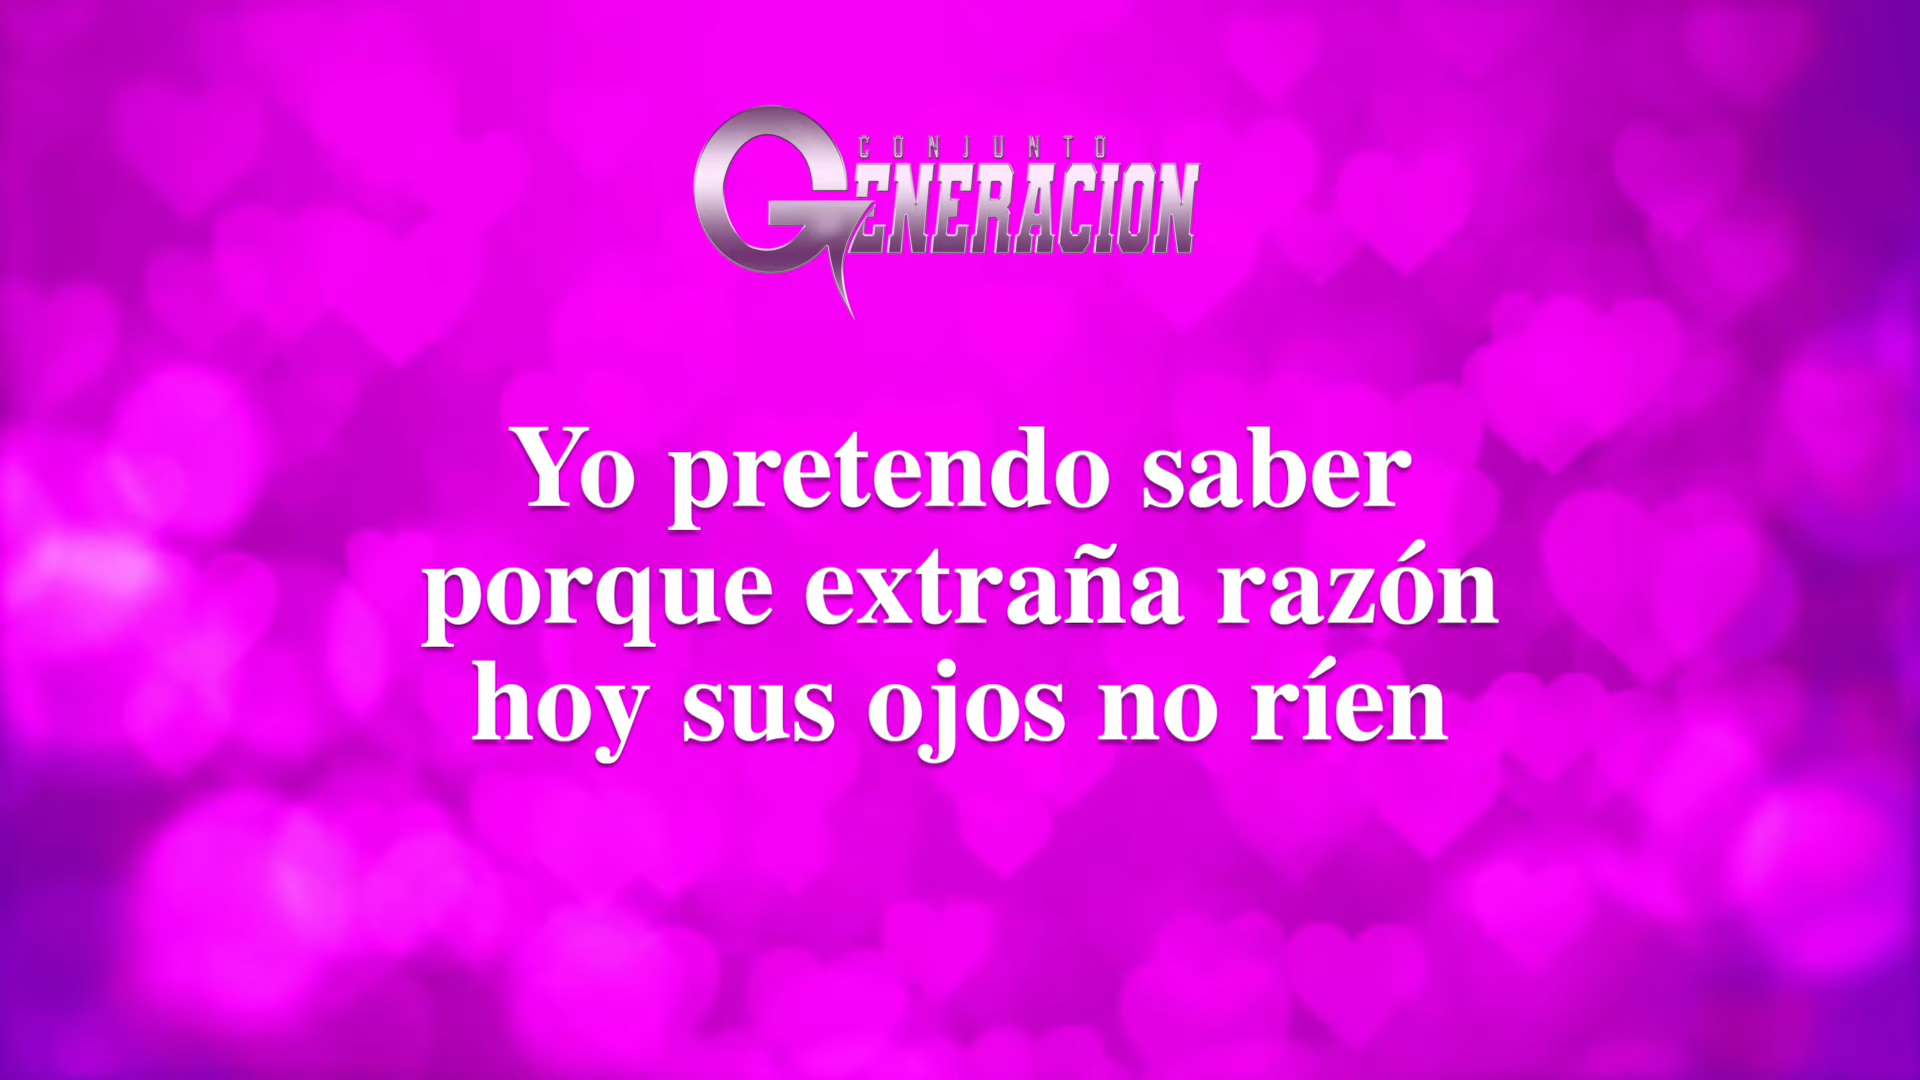 CONJUNTO
GENERACION
Yo pretendo saber
porque extraña razón
hoy sus ojos no ríen